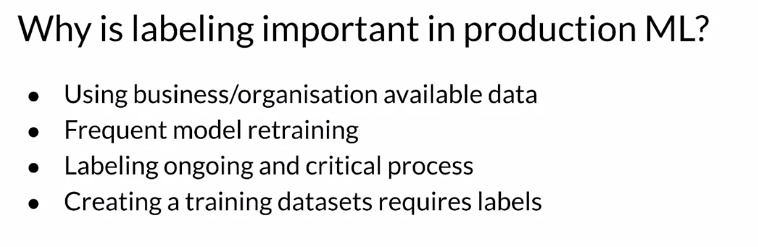 Why is labeling important in production ML?
• Using business/organisation available data
• Frequent model retraining
• Labeling ongoing and critical process
• Creating a training datasets requires labels